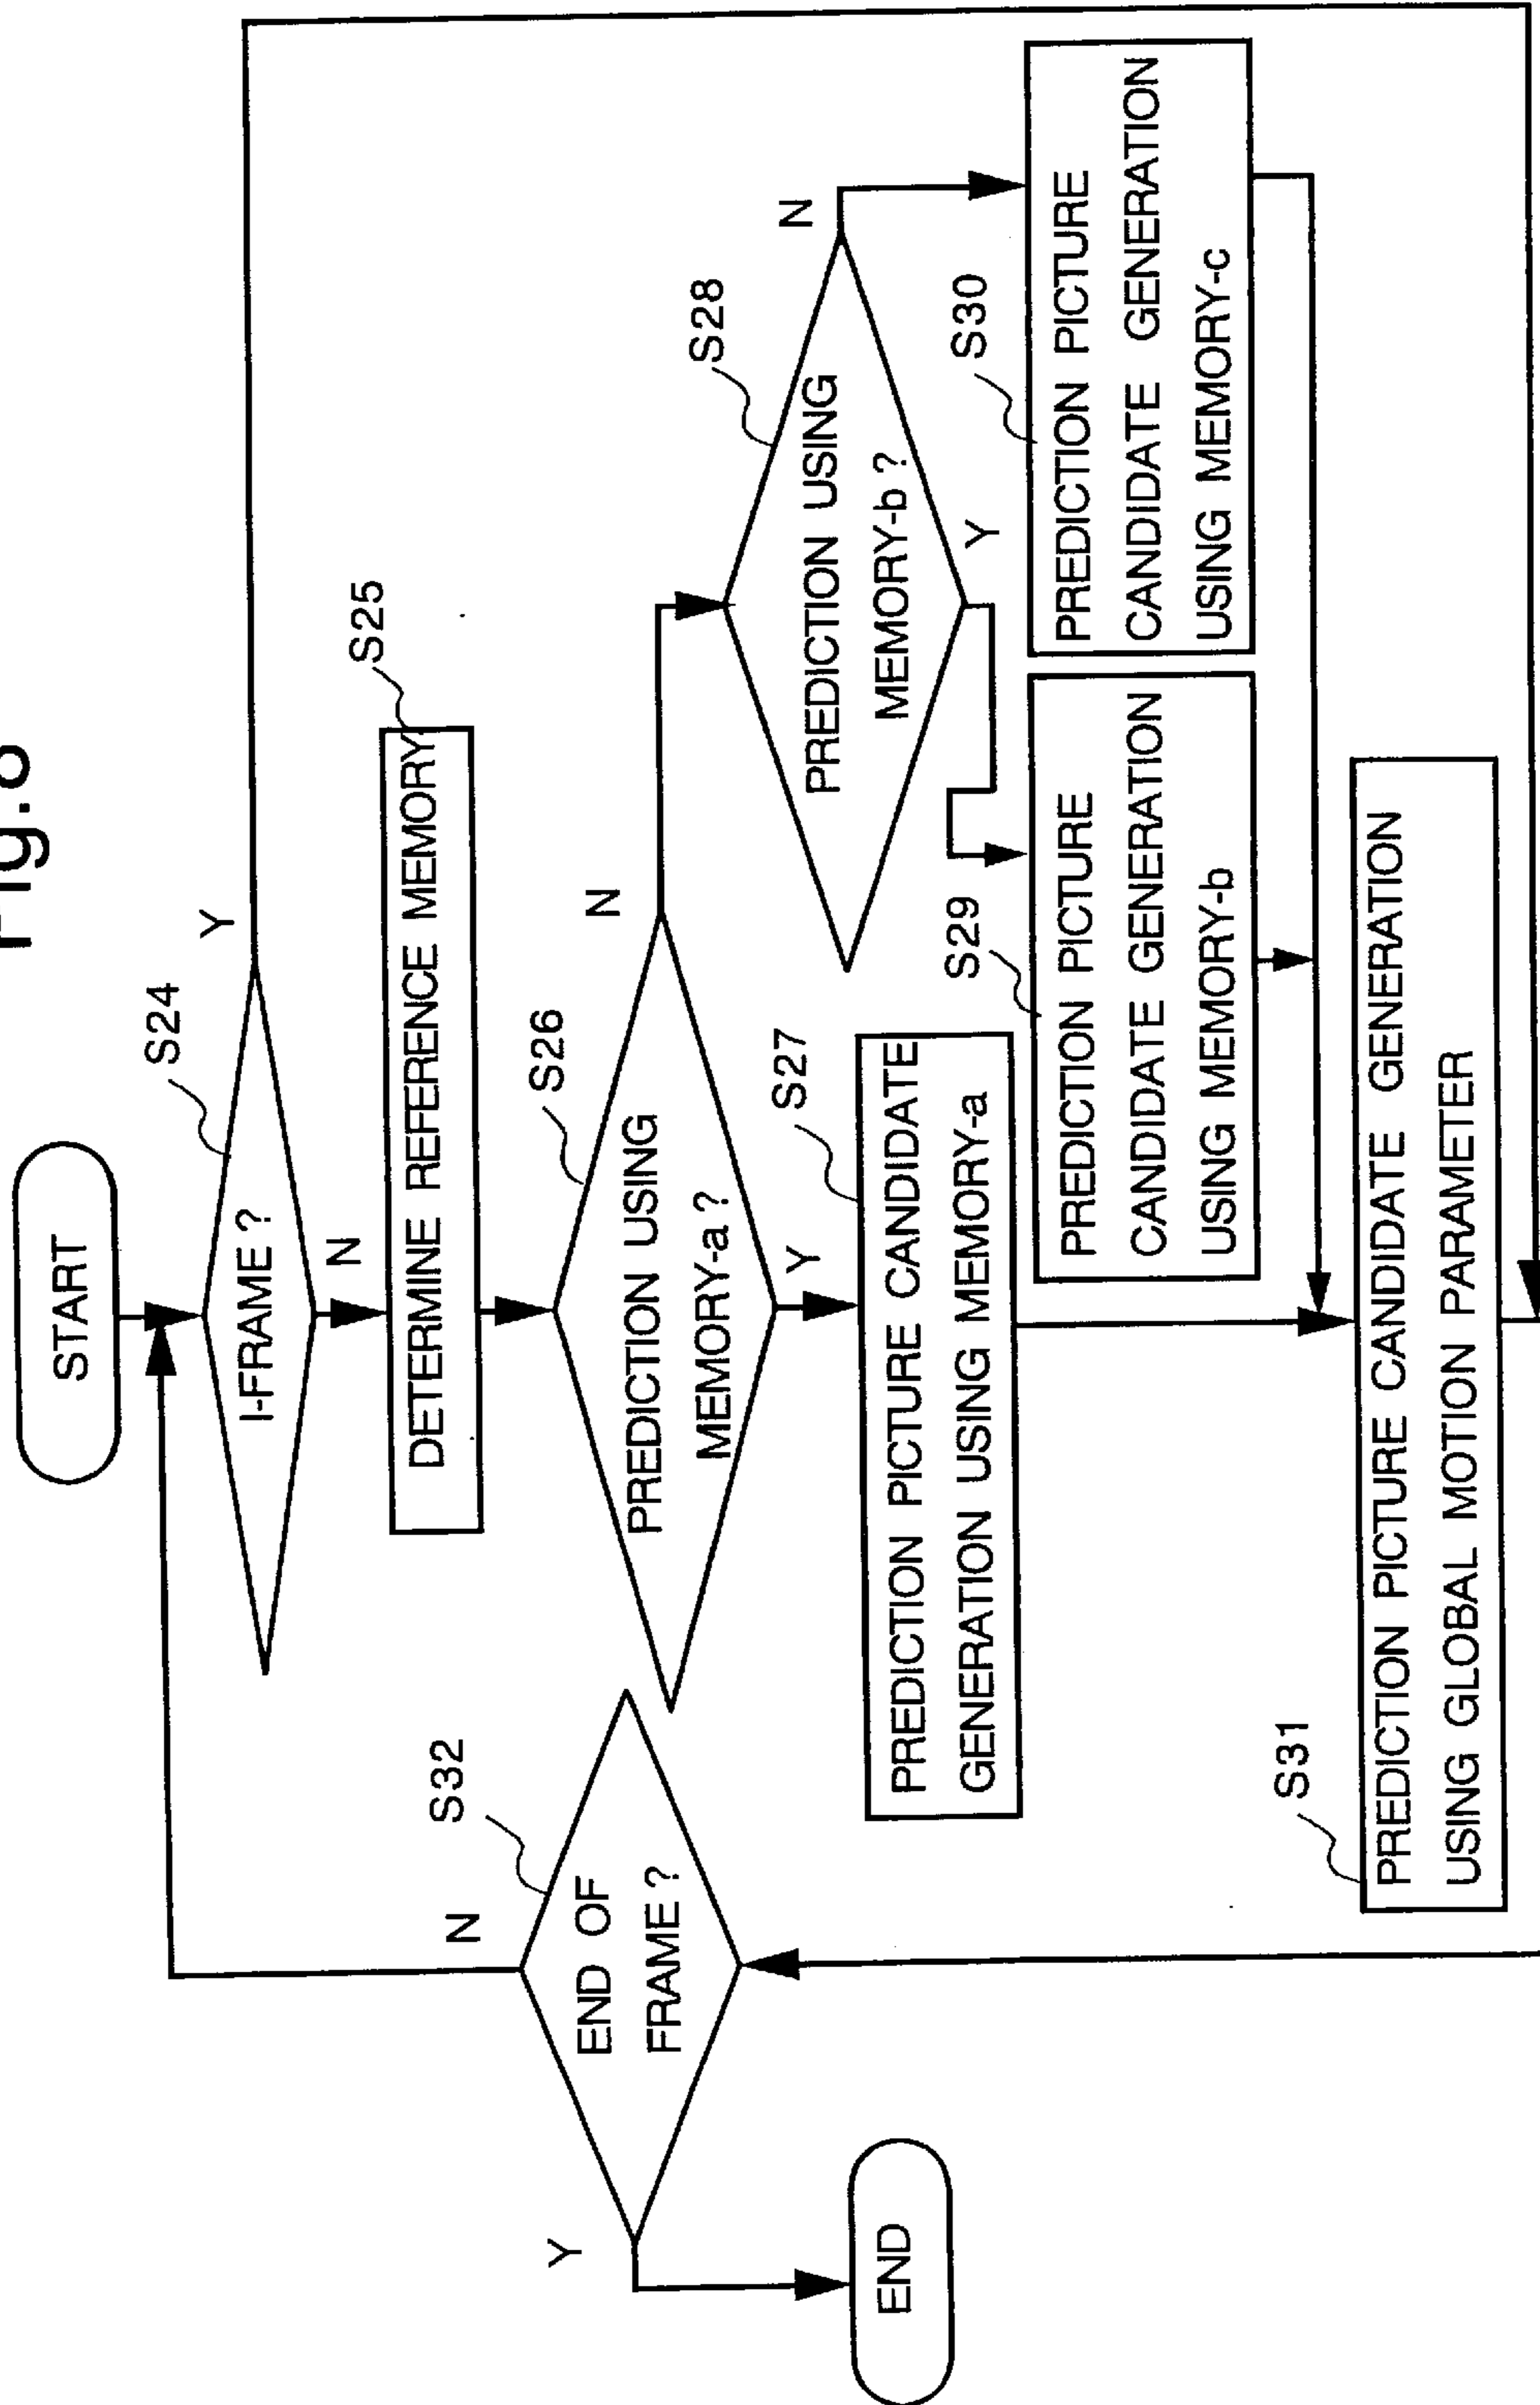 Fig.8
START
S24
I-FRAME ?
Y
N
S25
DETERMINE REFERENCE MEMORY
S26
PREDICTION USING
MEMORY-a ?
N
Y
S27
PREDICTION PICTURE CANDIDATE
GENERATION USING MEMORY-a
S28
PREDICTION USING
MEMORY-b ?
N
Y
S29
PREDICTION PICTURE
CANDIDATE GENERATION
USING MEMORY-b
S30
PREDICTION PICTURE
CANDIDATE GENERATION
USING MEMORY-c
S31
PREDICTION PICTURE CANDIDATE GENERATION
USING GLOBAL MOTION PARAMETER
S32
END OF
FRAME ?
N
Y
END